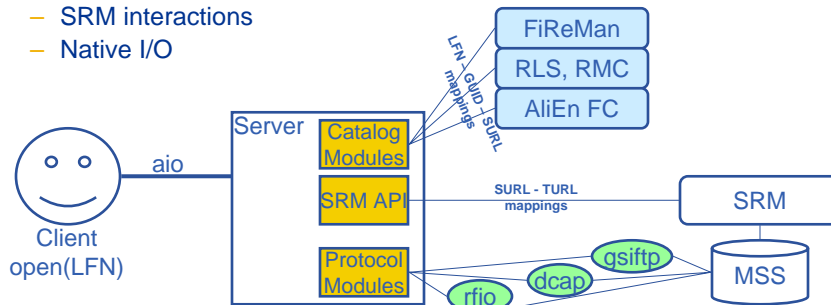 – SRM interactions
– Native I/O
FiReMan
RLS, RMC
AliEn FC
LFN – GUID – SURL
mappings
Server
Catalog
Modules
aio
SRM API
SURL - TURL
mappings
SRM
Client
open(LFN)
Protocol
Modules
gsiftp
dcap
rfio
MSS